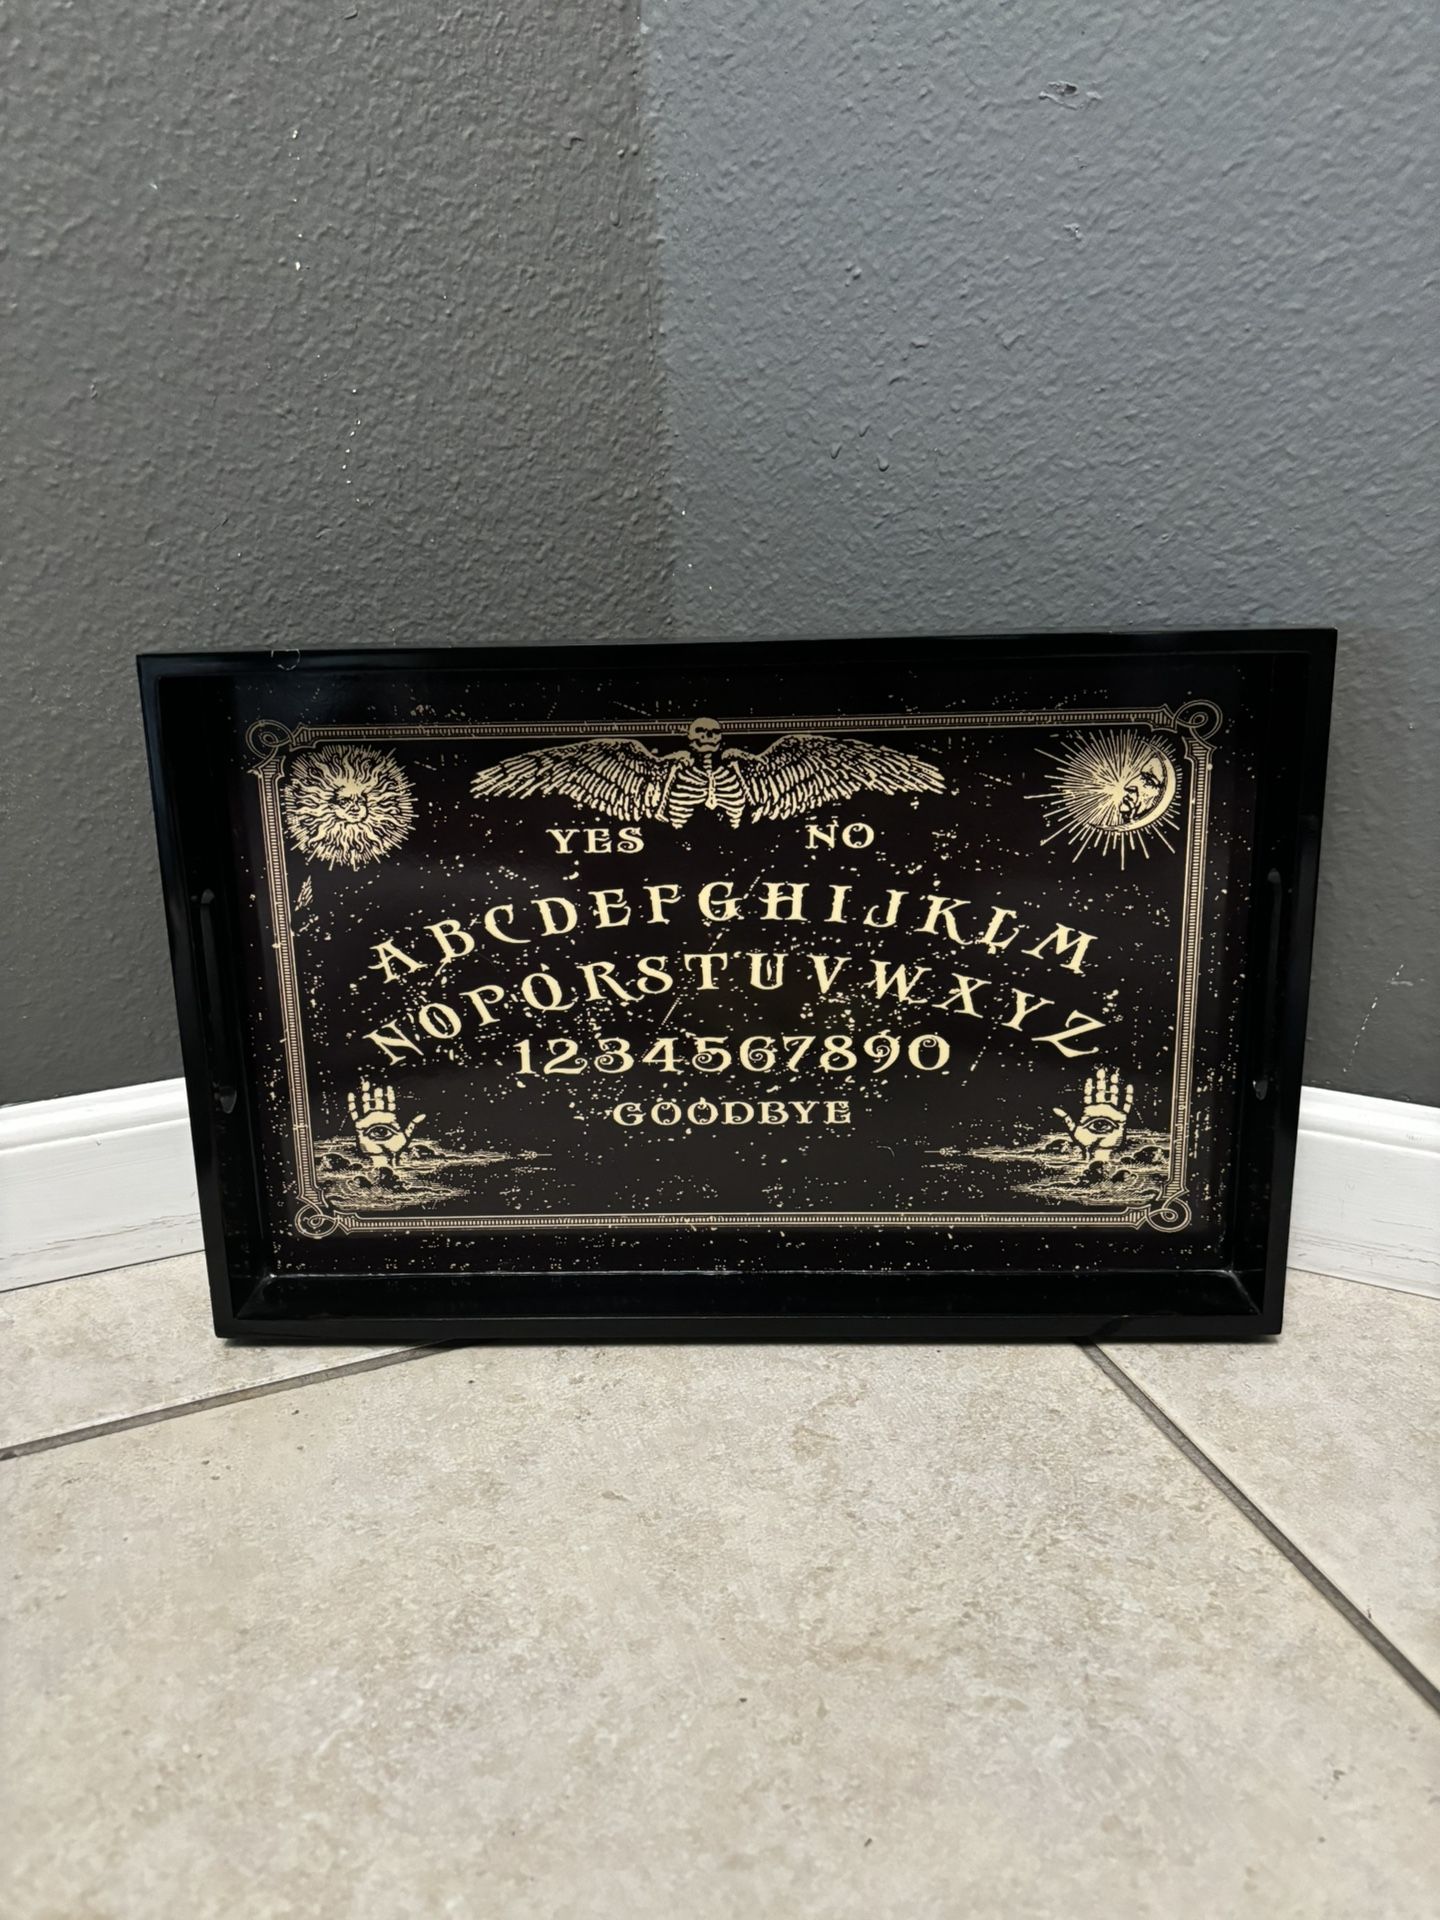 YES NO
ABCDEFGHIJKLM
NOPQRSTUVWXYZ
1234567890
GOODBYE